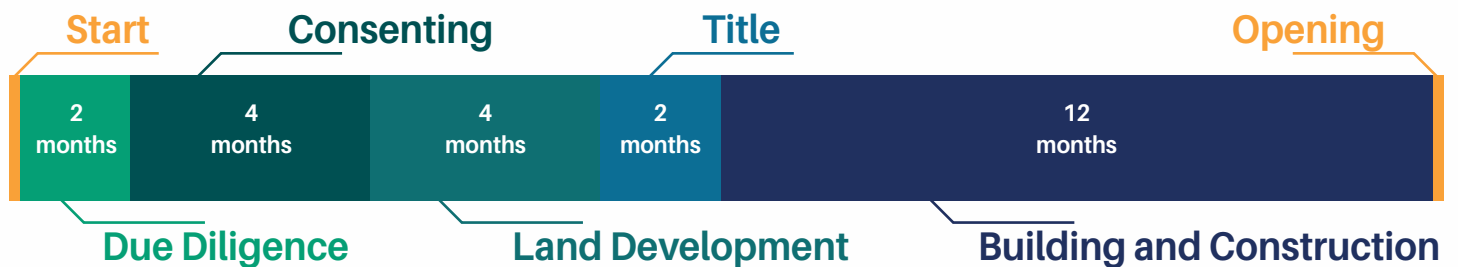 Start
Consenting
Title
Opening
2
months
4
months
4
months
2
months
12
months
Due Diligence
Land Development
Building and Construction